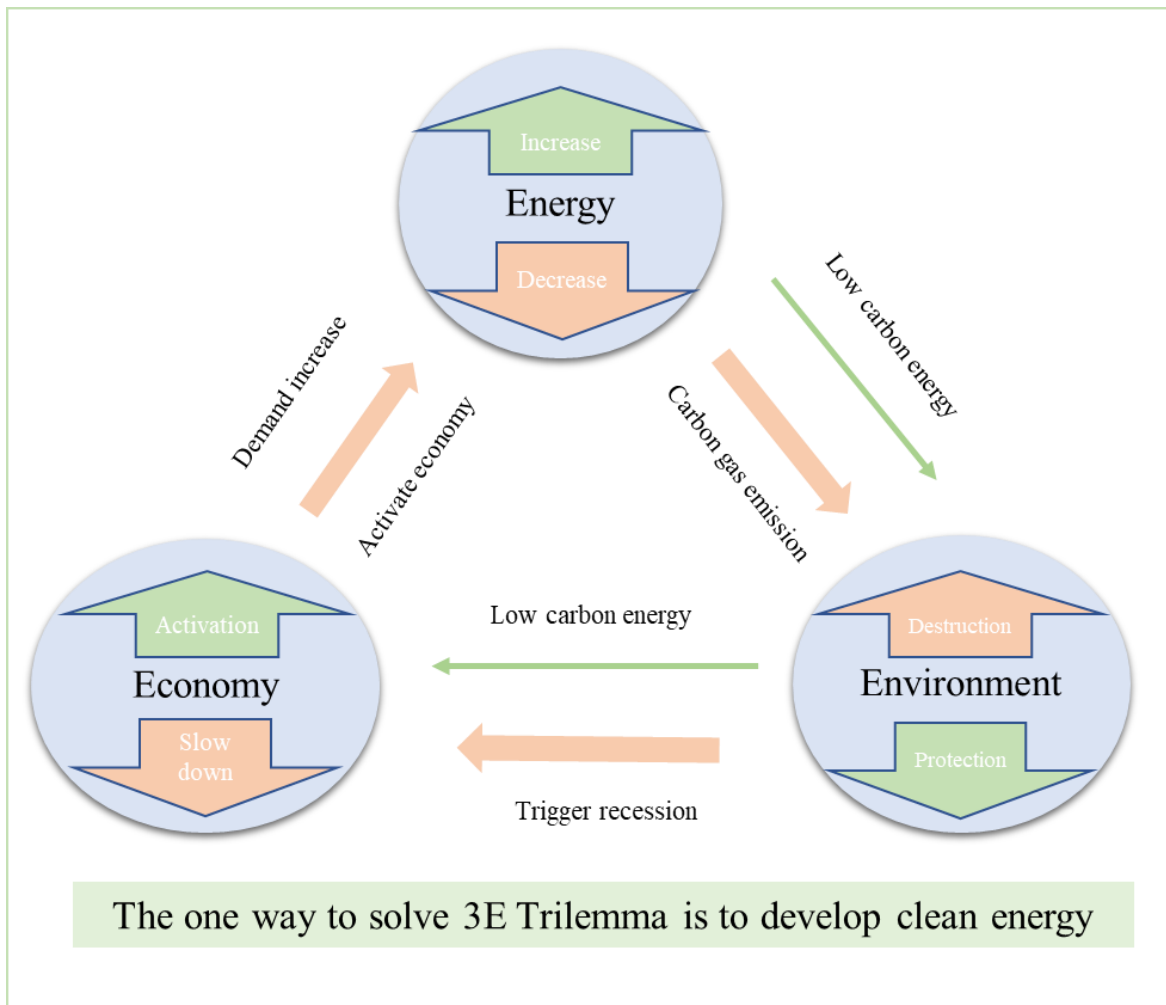 Increase
Energy
Decrease
Low carbon energy
Demand increase
Activate economy
Carbon gas emission
Activation
Economy
Slow
down
Low carbon energy
Trigger recession
Destruction
Environment
Protection
The one way to solve 3E Trilemma is to develop clean energy